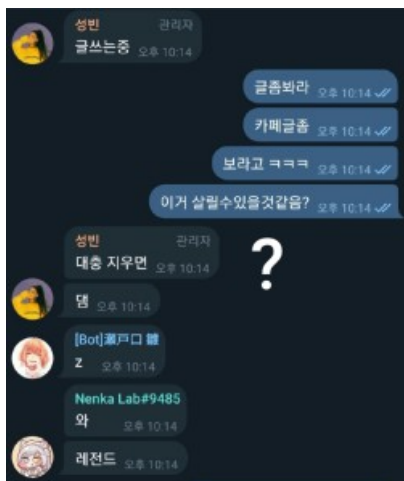 성빈 관리자
글쓰는중 오후 10:14
글좀봐라 오후 10:14
카페글좀 오후 10:14
보라고 ㅋㅋㅋ 오후 10:14
이거 살릴수있을것같음? 오후 10:14
성빈 관리자
대충 지우면 오후 10:14
?
댐 오후 10:14
[Bot]瀬戸口 雛
z 오후 10:14
Nenka Lab#9485
와 오후 10:14
레전드 오후 10:14